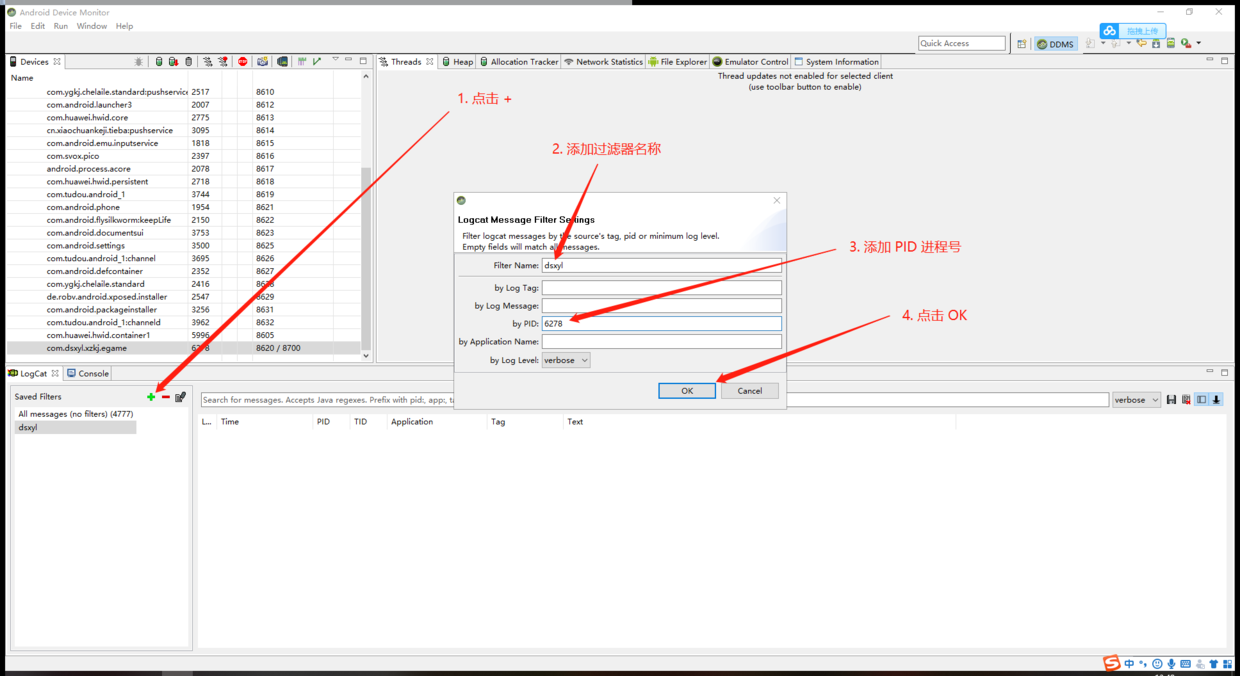 Android Device Monitor
File Edit Run Window Help
拖拽上传
Quick Access
DDMS
Devices
Threads Heap Allocation Tracker Network Statistics File Explorer Emulator Control System Information
Name
Thread updates not enabled for selected client
(use toolbar button to enable)
com.ygkj.chelaile.standard:pushservice 2517 8610
com.android.launcher3 2007 8612
com.huawei.hwid.core 2775 8613
cn.xiaochuankeji.tieba:pushservice 3095 8614
com.android.emu.inputservice 1818 8615
com.svox.pico 2397 8616
android.process.acore 2078 8617
com.huawei.hwid.persistent 2718 8618
com.tudou.android_1 3744 8619
com.android.phone 1954 8621
com.android.flysilkworm:keepLife 2150 8622
com.android.documentsui 3753 8623
com.android.settings 3500 8625
com.tudou.android_1:channel 3695 8626
com.android.defcontainer 2352 8627
com.ygkj.chelaile.standard 2416 8628
de.robv.android.xposed.installer 2547 8629
com.android.packageinstaller 3256 8631
com.tudou.android_1:channeld 3962 8632
com.huawei.hwid.container1 5996 8605
com.dsxyl.xzkj.egame 6278 8620 / 8700
1. 点击 +
2. 添加过滤器名称
3. 添加 PID 进程号
4. 点击 OK
Logcat Message Filter Settings
Filter logcat messages by the source's tag, pid or minimum log level.
Empty fields will match all messages.
Filter Name: dsxyl
by Log Tag:
by Log Message:
by PID: 6278
by Application Name:
by Log Level: verbose
OK Cancel
LogCat Console
Saved Filters
All messages (no filters) (4777)
dsxyl
Search for messages. Accepts Java regexes. Prefix with pid:, app:,
verbose
L... Time PID TID Application Tag Text
中